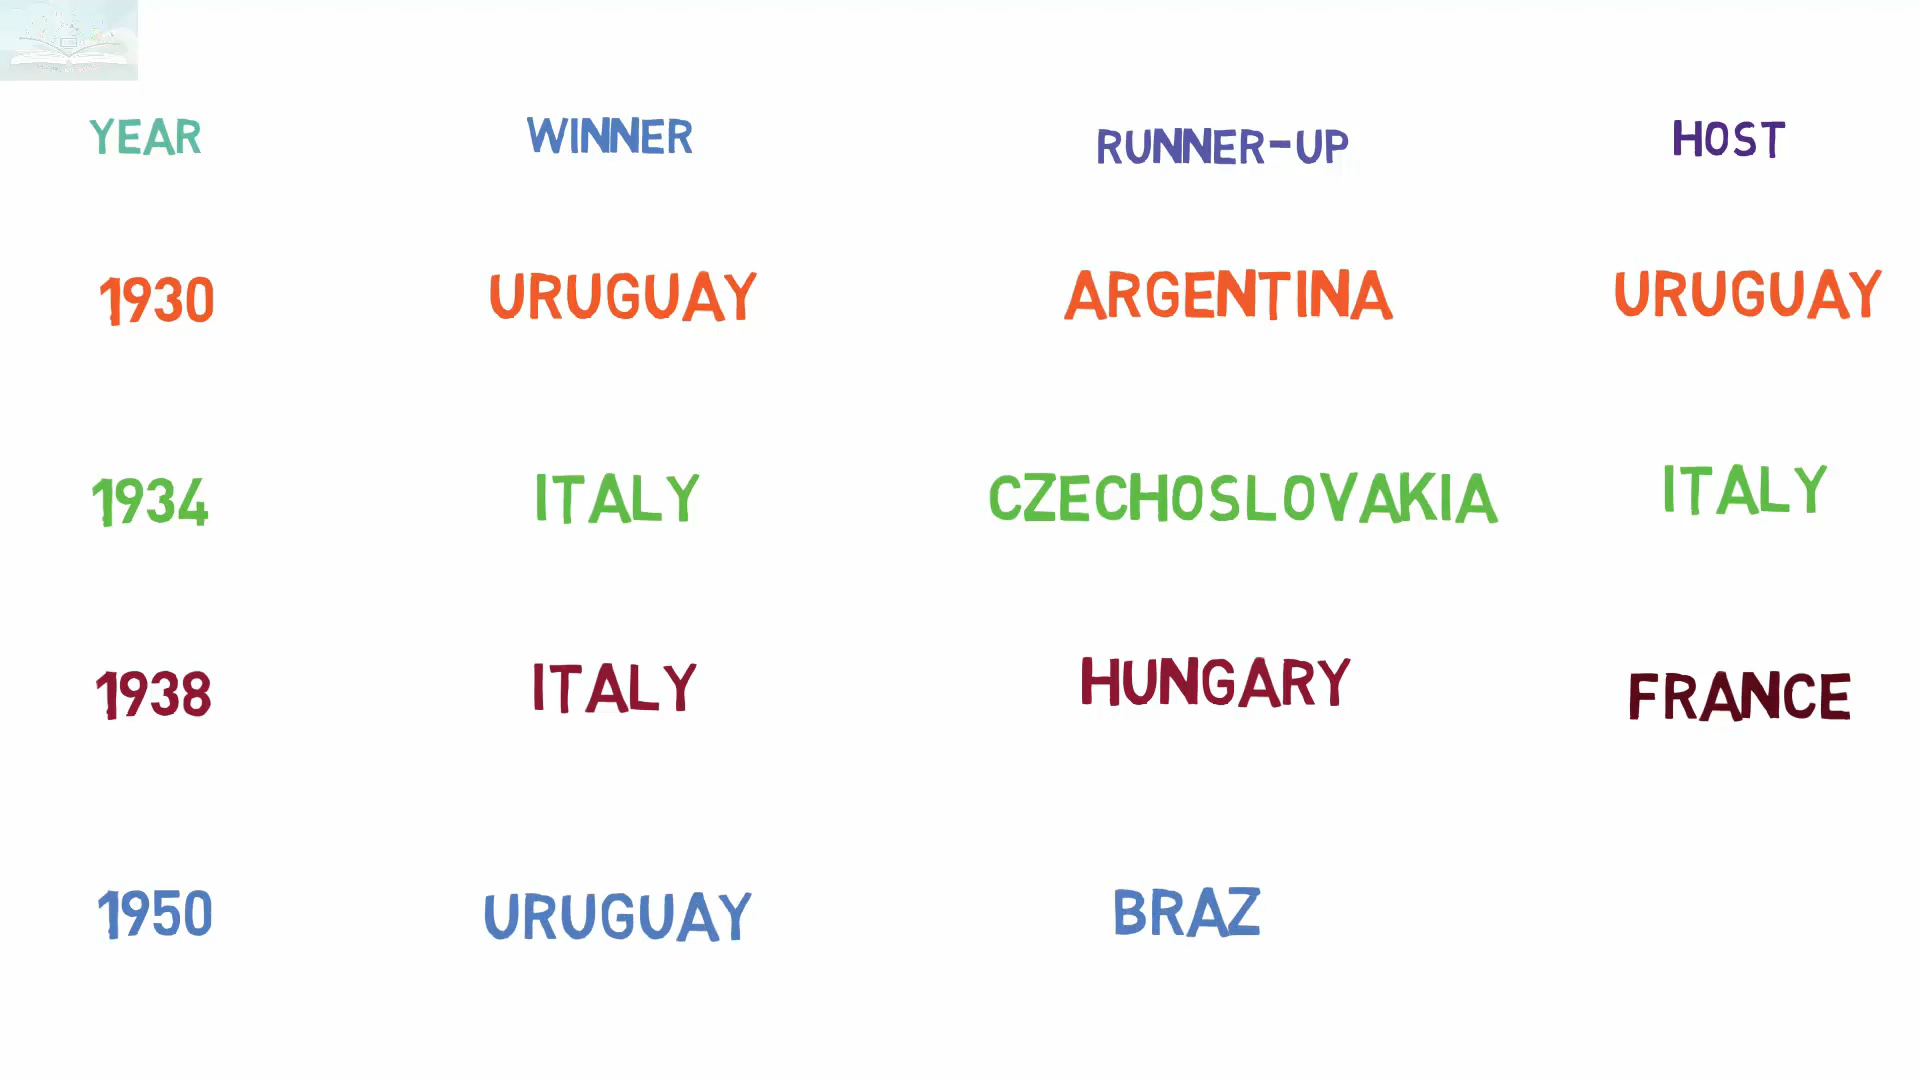 YEAR WINNER RUNNER-UP HOST
1930 URUGUAY ARGENTINA URUGUAY
1934 ITALY CZECHOSLOVAKIA ITALY
1938 ITALY HUNGARY FRANCE
1950 URUGUAY BRAZ